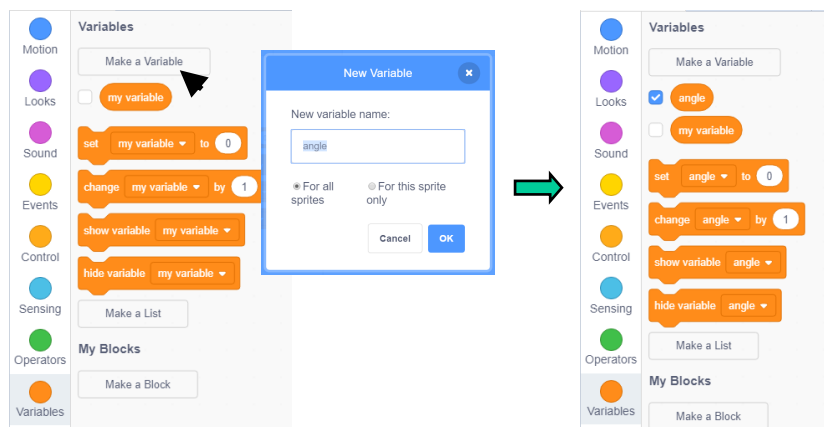 Variables
Motion
Make a Variable
my variable
Looks
set my variable to 0
Sound
change my variable by 1
Events
show variable my variable
Control
hide variable my variable
Sensing
Make a List
Operators
My Blocks
Make a Block
Variables
New Variable
New variable name:
angle
For all sprites
For this sprite only
Cancel OK
Variables
Motion
Make a Variable
Looks
angle
my variable
Sound
set angle to 0
Events
change angle by 1
Control
show variable angle
Sensing
hide variable angle
Operators
Make a List
My Blocks
Variables
Make a Block